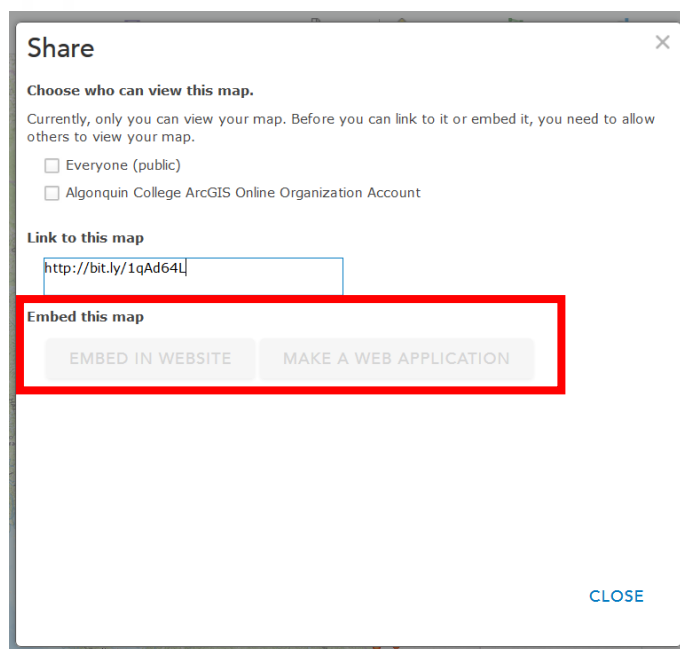 Share
Choose who can view this map.
Currently, only you can view your map. Before you can link to it or embed it, you need to allow
others to view your map.
Everyone (public)
Algonquin College ArcGIS Online Organization Account
Link to this map
http://bit.ly/1qAd64L
Embed this map
EMBED IN WEBSITE MAKE A WEB APPLICATION
CLOSE